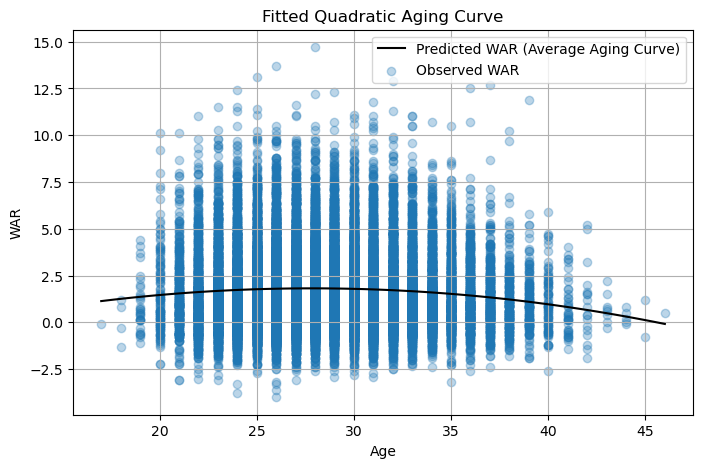 Fitted Quadratic Aging Curve
Predicted WAR (Average Aging Curve)
Observed WAR
WAR
15.0
12.5
10.0
7.5
5.0
2.5
0.0
−2.5
20
25
30
35
40
45
Age